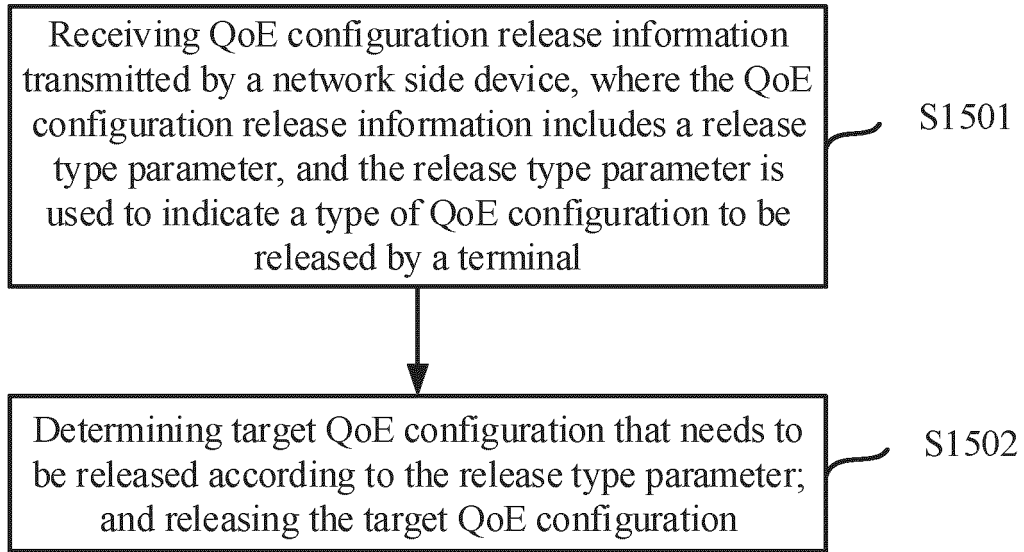 Receiving QoE configuration release information
transmitted by a network side device, where the QoE
configuration release information includes a release
type parameter, and the release type parameter is
used to indicate a type of QoE configuration to be
released by a terminal
S1501
Determining target QoE configuration that needs to
be released according to the release type parameter;
and releasing the target QoE configuration
S1502